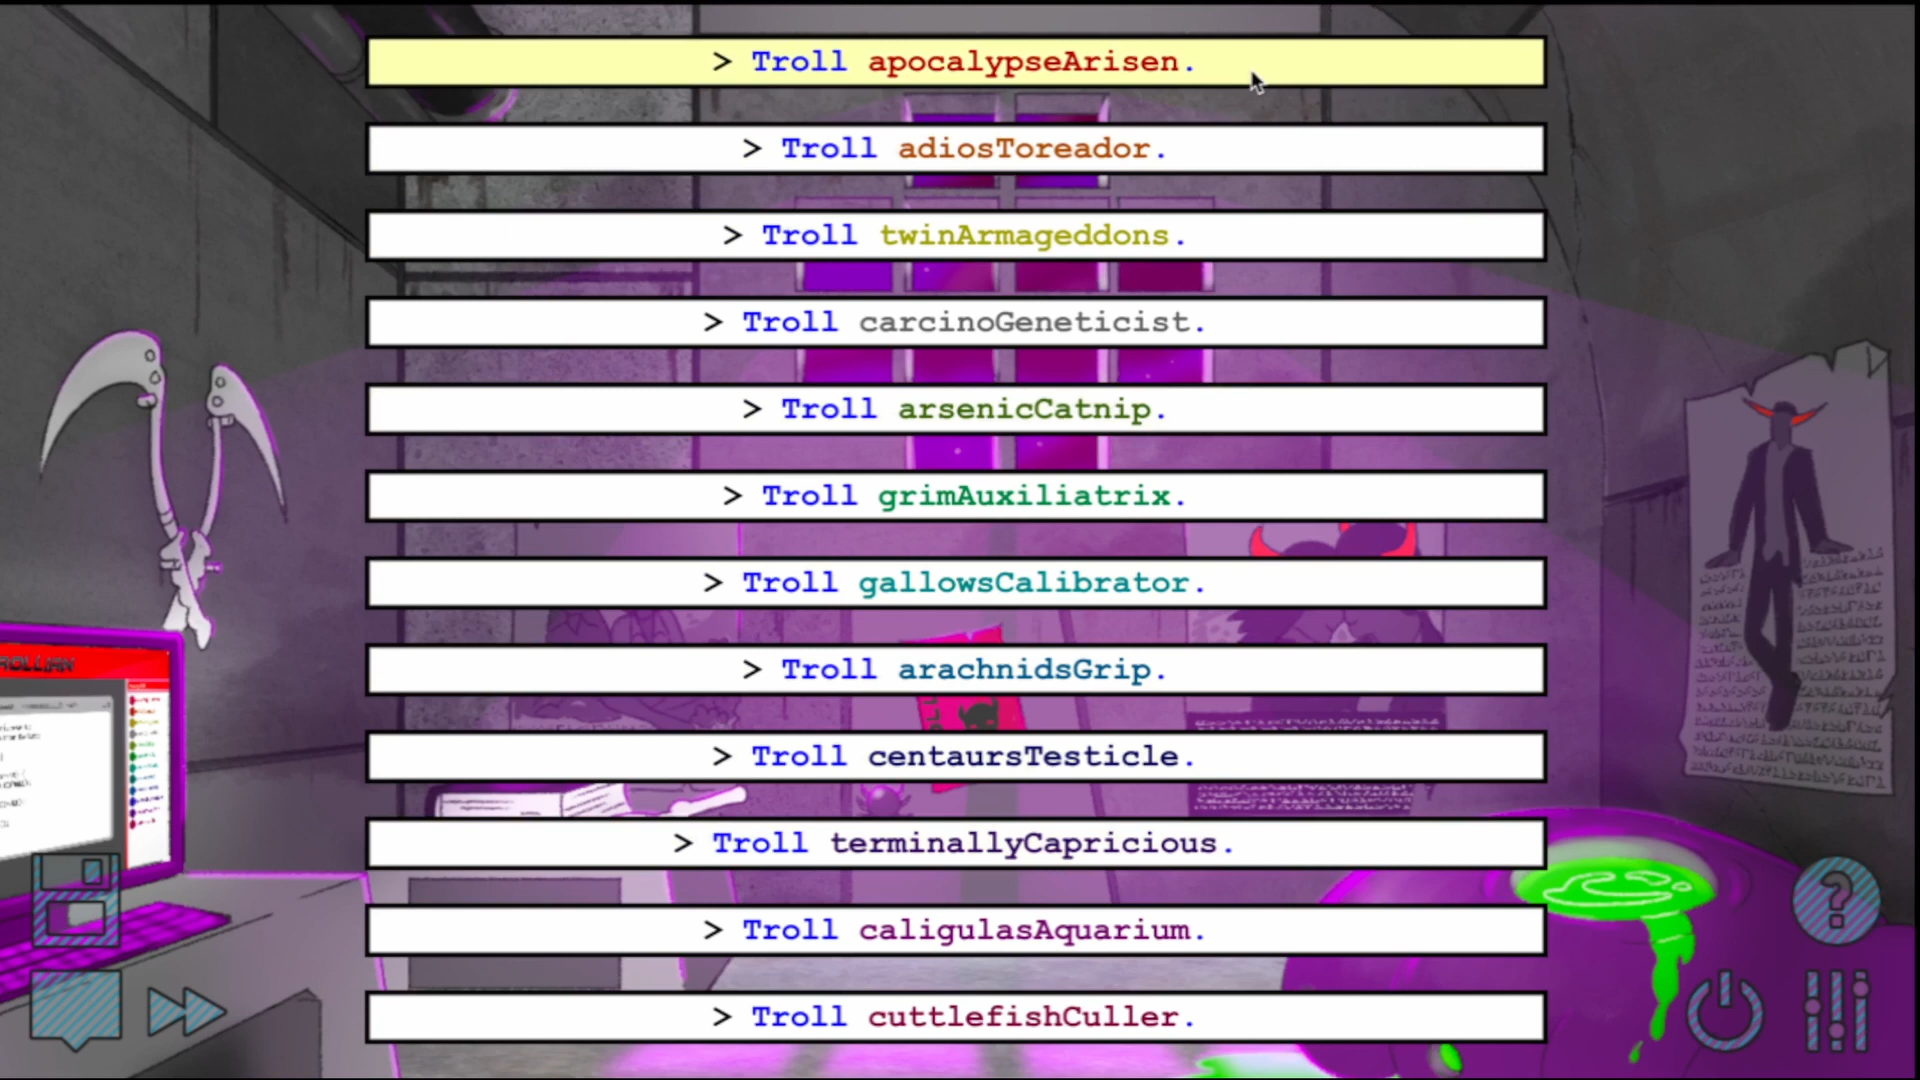 > Troll apocalypseArisen.
> Troll adiosToreador.
> Troll twinArmageddons.
> Troll carcinoGeneticist.
> Troll arsenicCatnip.
> Troll grimAuxiliatrix.
> Troll gallowsCalibrator.
> Troll arachnidsGrip.
> Troll centaursTesticle.
> Troll terminallyCapricious.
> Troll caligulasAquarium.
> Troll cuttlefishCuller.
?